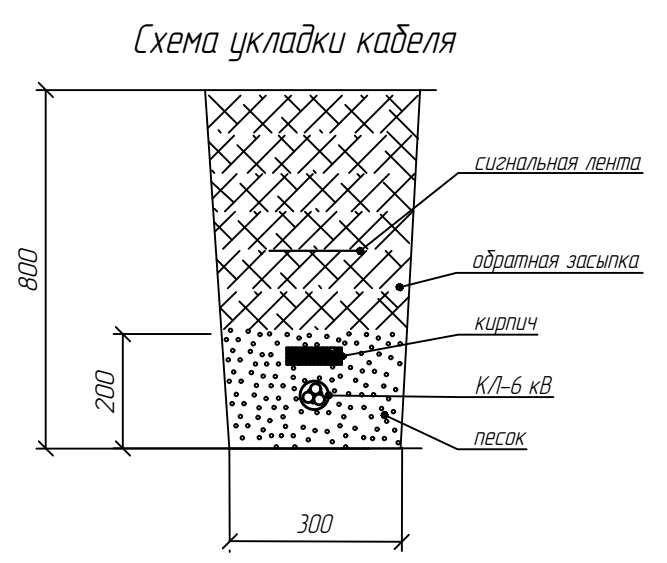 Схема укладки кабеля
сигнальная лента
800
обратная засыпка
кирпич
200
КЛ-6 кВ
песок
300